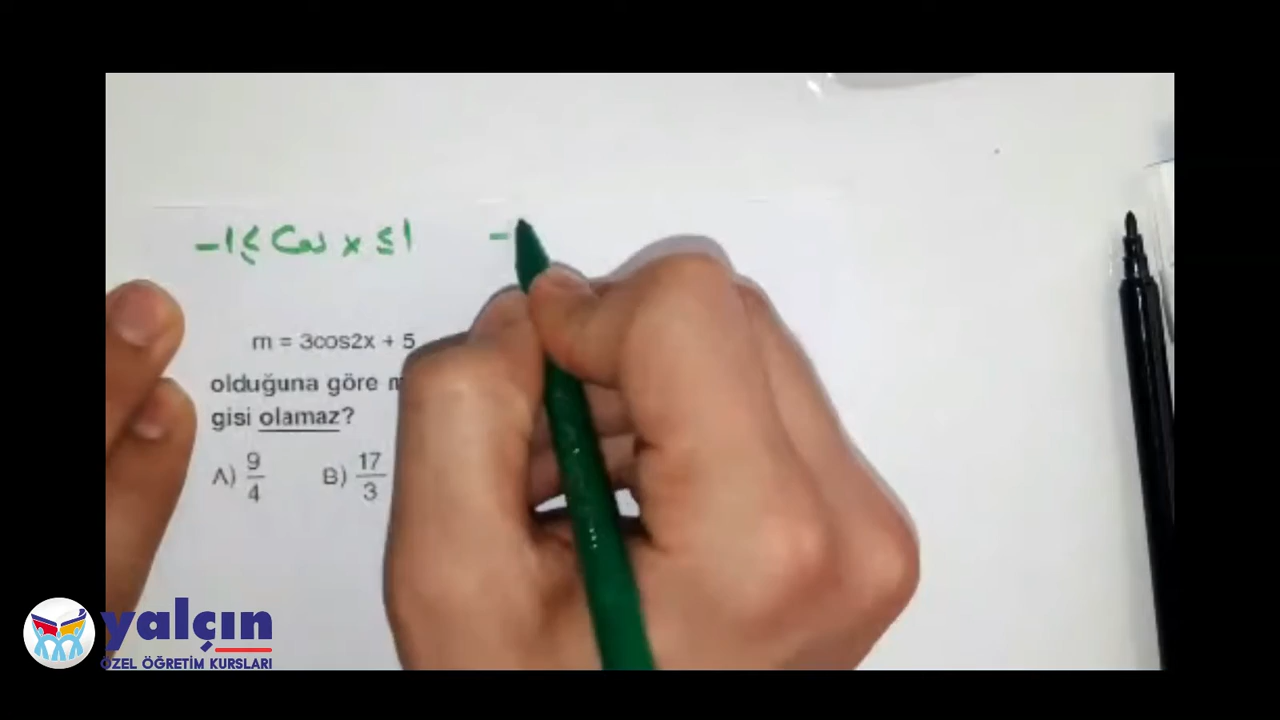 -1 ≤ Cos x ≤ 1 -
m = 3cos2x + 5
olduğuna göre
gisi olamaz?
A) 9/4 B) 17/3
yalçın
ÖZEL ÖĞRETİM KURSLARI